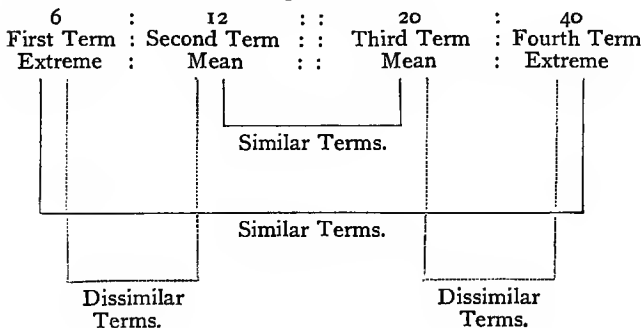 6 : 12 :: 20 : 40
First Term : Second Term :: Third Term : Fourth Term
Extreme : Mean :: Mean : Extreme
Similar Terms.
Similar Terms.
Dissimilar Terms.
Dissimilar Terms.